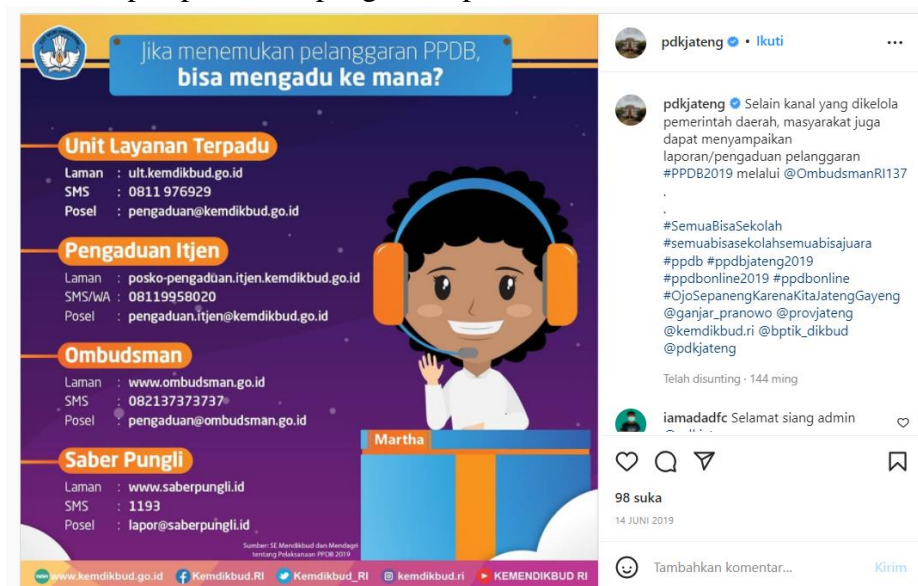 Jika menemukan pelanggaran PPDB,
bisa mengadu ke mana?
Unit Layanan Terpadu
Laman : ult.kemdikbud.go.id
SMS : 0811 976929
Posel : pengaduan@kemdikbud.go.id
Pengaduan Itjen
Laman : posko-pengaduan.itjen.kemdikbud.go.id
SMS/WA : 08119958020
Posel : pengaduan.itjen@kemdikbud.go.id
Ombudsman
Laman : www.ombudsman.go.id
SMS : 082137373737
Posel : pengaduan@ombudsman.go.id
Saber Pungli
Laman : www.saberpungli.id
SMS : 1193
Posel : lapor@saberpungli.id
Martha
Sumber: SE Mendikbud dan Mendagri
tentang Pelaksanaan PPDB 2019
www.kemdikbud.go.id Kemdikbud.RI Kemdikbud_RI kemdikbud.ri KEMENDIKBUD RI
pdkjateng • Ikuti
pdkjateng Selain kanal yang dikelola
pemerintah daerah, masyarakat juga
dapat menyampaikan
laporan/pengaduan pelanggaran
#PPDB2019 melalui @OmbudsmanRI137
.
.
#SemuaBisaSekolah
#semuabisasekolahsemuabisajuara
#ppdb #ppdbjateng2019
#ppdbonline2019 #ppdbonline
#OjoSepanengKarenaKitaJatengGayeng
@ganjar_pranowo @provjateng
@kemdikbud.ri @bptik_dikbud
@pdkjateng
Telah disunting · 144 ming
iamadadfc Selamat siang admin
98 suka
14 JUNI 2019
Tambahkan komentar... Kirim